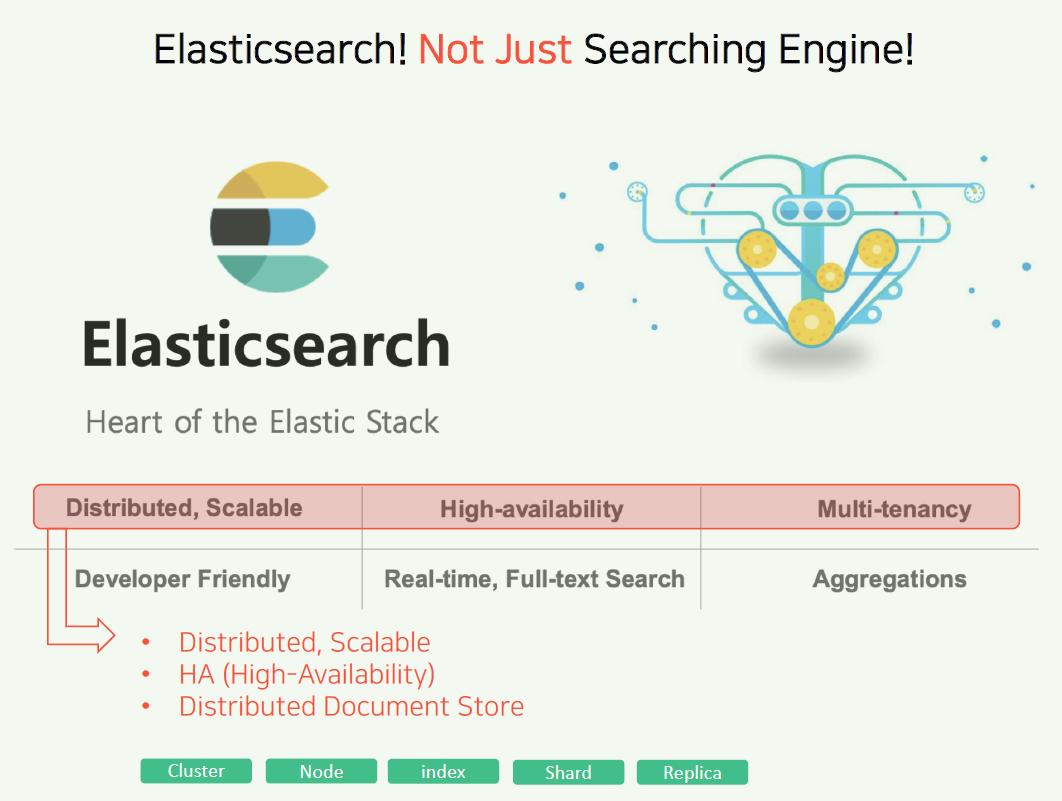 Elasticsearch! Not Just Searching Engine!
Elasticsearch
Heart of the Elastic Stack
Distributed, Scalable
High-availability
Multi-tenancy
Developer Friendly
Real-time, Full-text Search
Aggregations
• Distributed, Scalable
• HA (High-Availability)
• Distributed Document Store
Cluster
Node
index
Shard
Replica